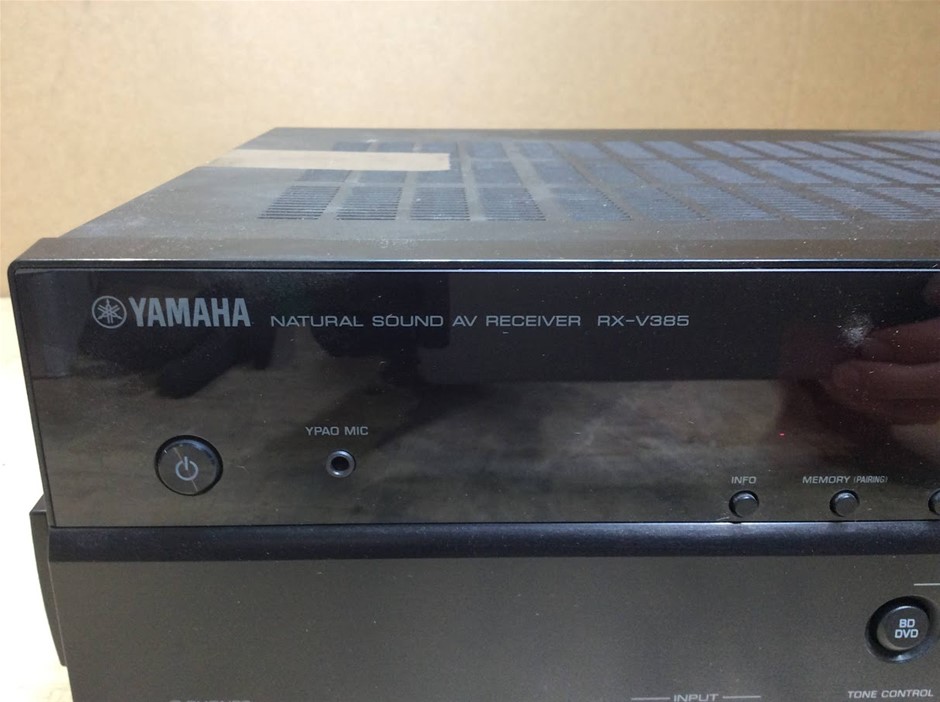 YAMAHA NATURAL SOUND AV RECEIVER RX-V385
YPAO MIC
INFO MEMORY (PAIRING)
BD
DVD
INPUT TONE CONTROL